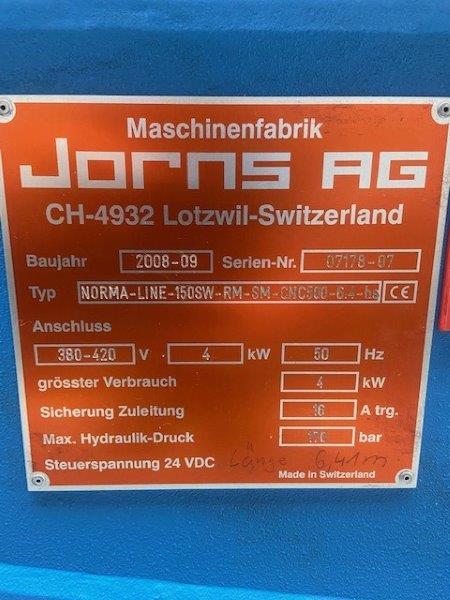 Maschinenfabrik
Jorns AG
CH-4932 Lotzwil-Switzerland
Baujahr 2008-09 Serien-Nr. 07178-07
Typ NORMA-LINE-150SW-RM-SM-CNC500-6.4-hs CE
Anschluss
380-420 V 4 kW 50 Hz
grösster Verbrauch 4 kW
Sicherung Zuleitung 16 A trg.
Max. Hydraulik-Druck 170 bar
Steuerspannung 24 VDC Länge 6,41m
Made in Switzerland